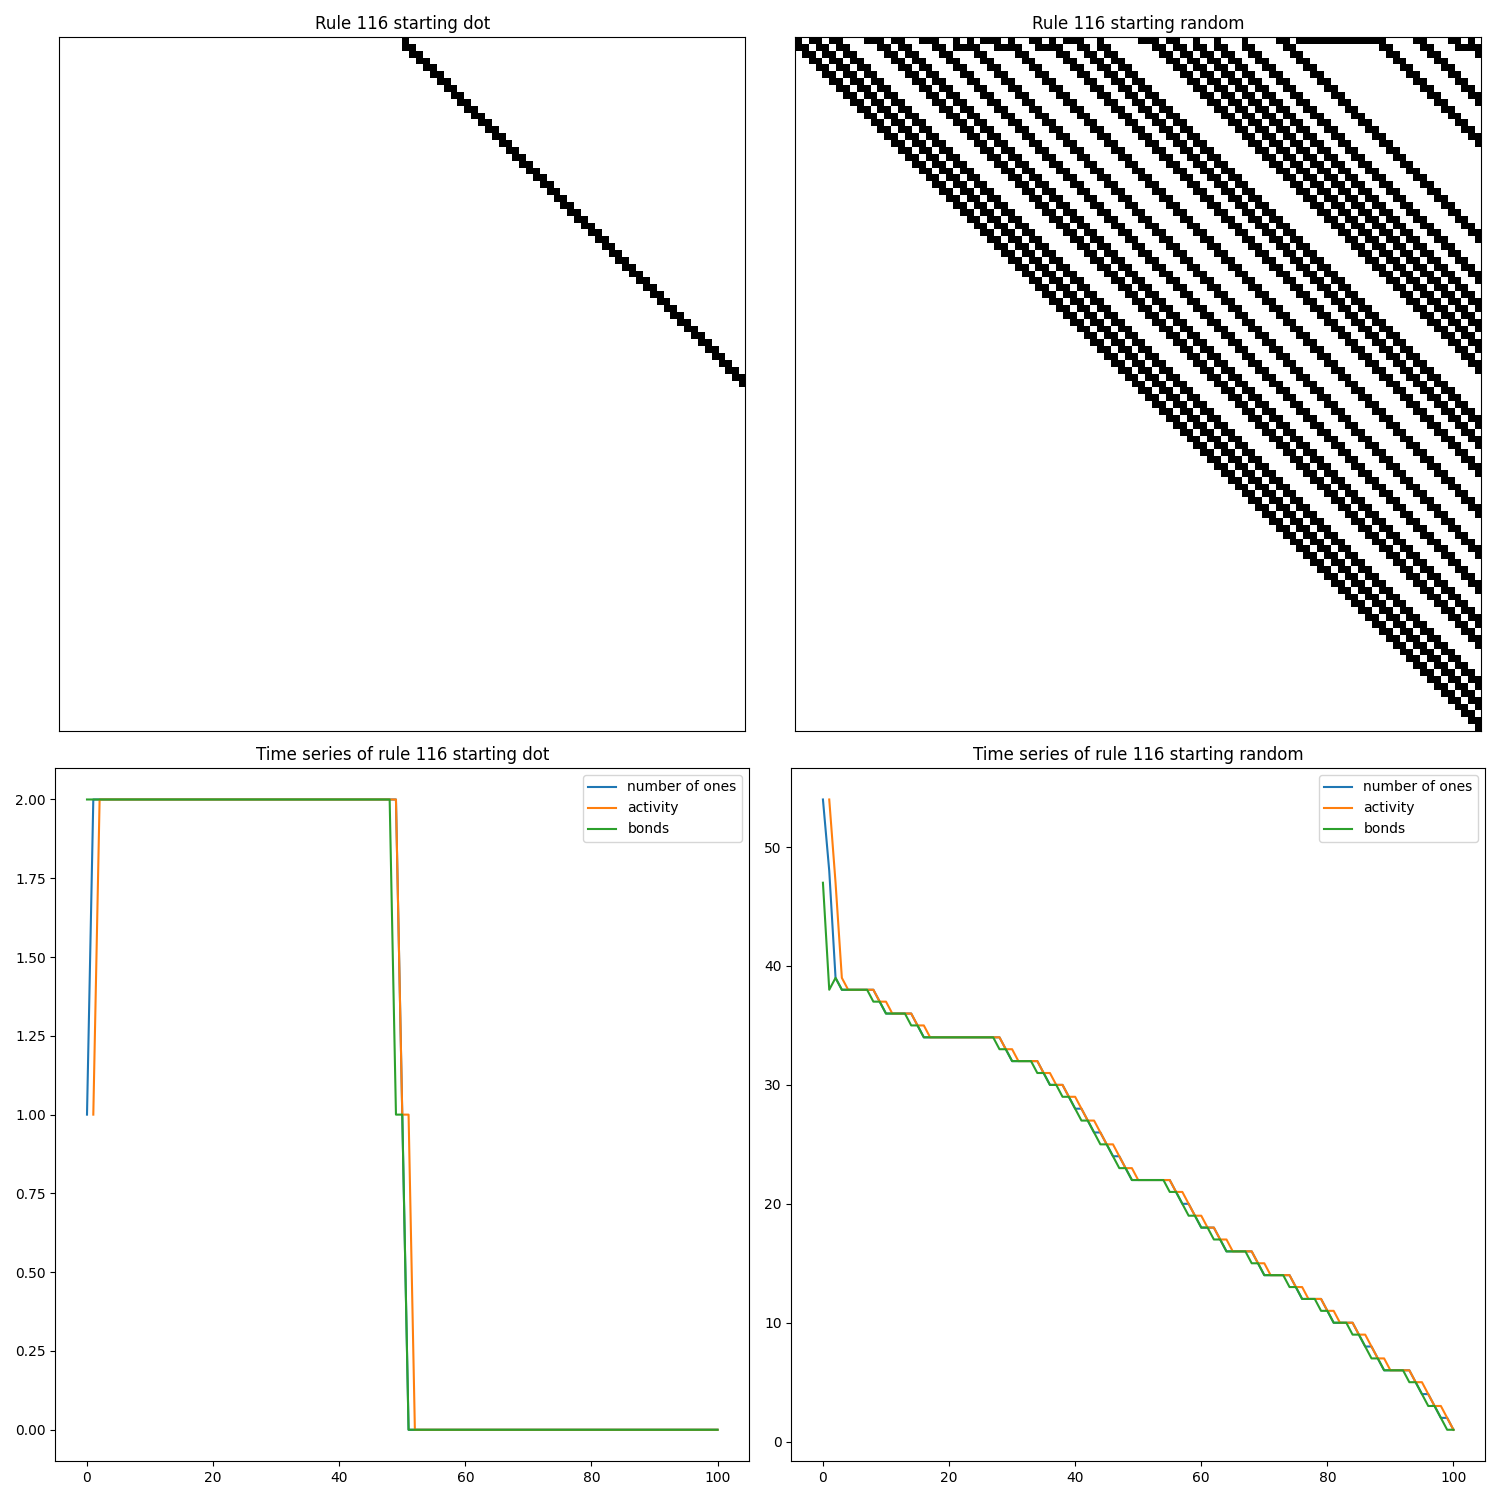 Rule 116 starting dot
Rule 116 starting random
Time series of rule 116 starting dot
2.00
1.75
1.50
1.25
1.00
0.75
0.50
0.25
0.00
0
20
40
60
80
100
number of ones
activity
bonds
Time series of rule 116 starting random
50
40
30
20
10
0
0
20
40
60
80
100
number of ones
activity
bonds